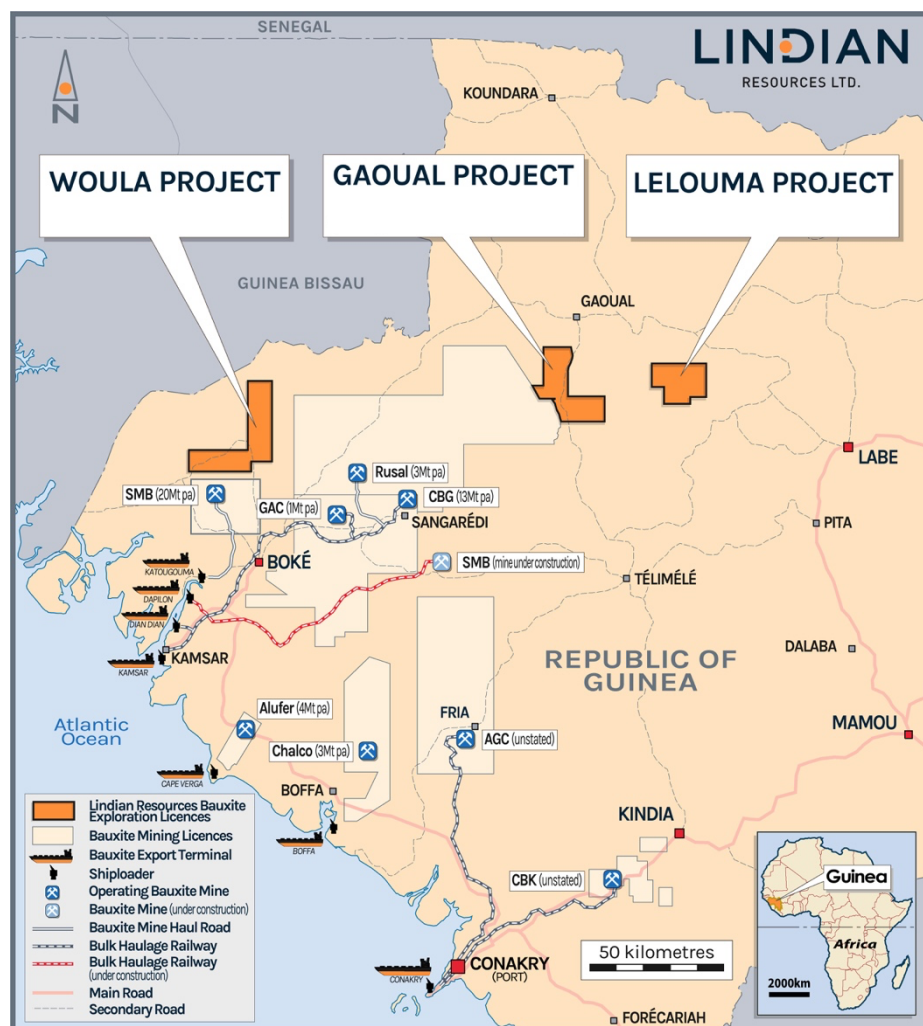 SENEGAL
LINDIAN
RESOURCES LTD.
N
KOUNDARA
WOULA PROJECT
GAOUAL PROJECT
LELOUMA PROJECT
GUINEA BISSAU
GAOUAL
LABE
Rusal (3Mt pa)
SMB (20Mt pa)
CBG (13Mt pa)
GAC (1Mt pa)
SANGARÉDI
PITA
BOKÉ
SMB (mine under construction)
KATOUGOUMA
TÉLIMÉLÉ
DAPILON
DIAN DIAN
KAMSAR
KAMSAR
DALABA
REPUBLIC OF
GUINEA
Atlantic
Ocean
Alufer (4Mt pa)
FRIA
AGC (unstated)
MAMOU
Chalco (3Mt pa)
CAPE VERGA
BOFFA
BOFFA
KINDIA
CBK (unstated)
CONAKRY
CONAKRY
(PORT)
50 kilometres
FORÉCARIAH
Lindian Resources Bauxite
Exploration Licences
Bauxite Mining Licences
Bauxite Export Terminal
Shiploader
Operating Bauxite Mine
Bauxite Mine (under construction)
Bauxite Mine Haul Road
Bulk Haulage Railway
Bulk Haulage Railway
(under construction)
Main Road
Secondary Road
Guinea
Africa
2000km